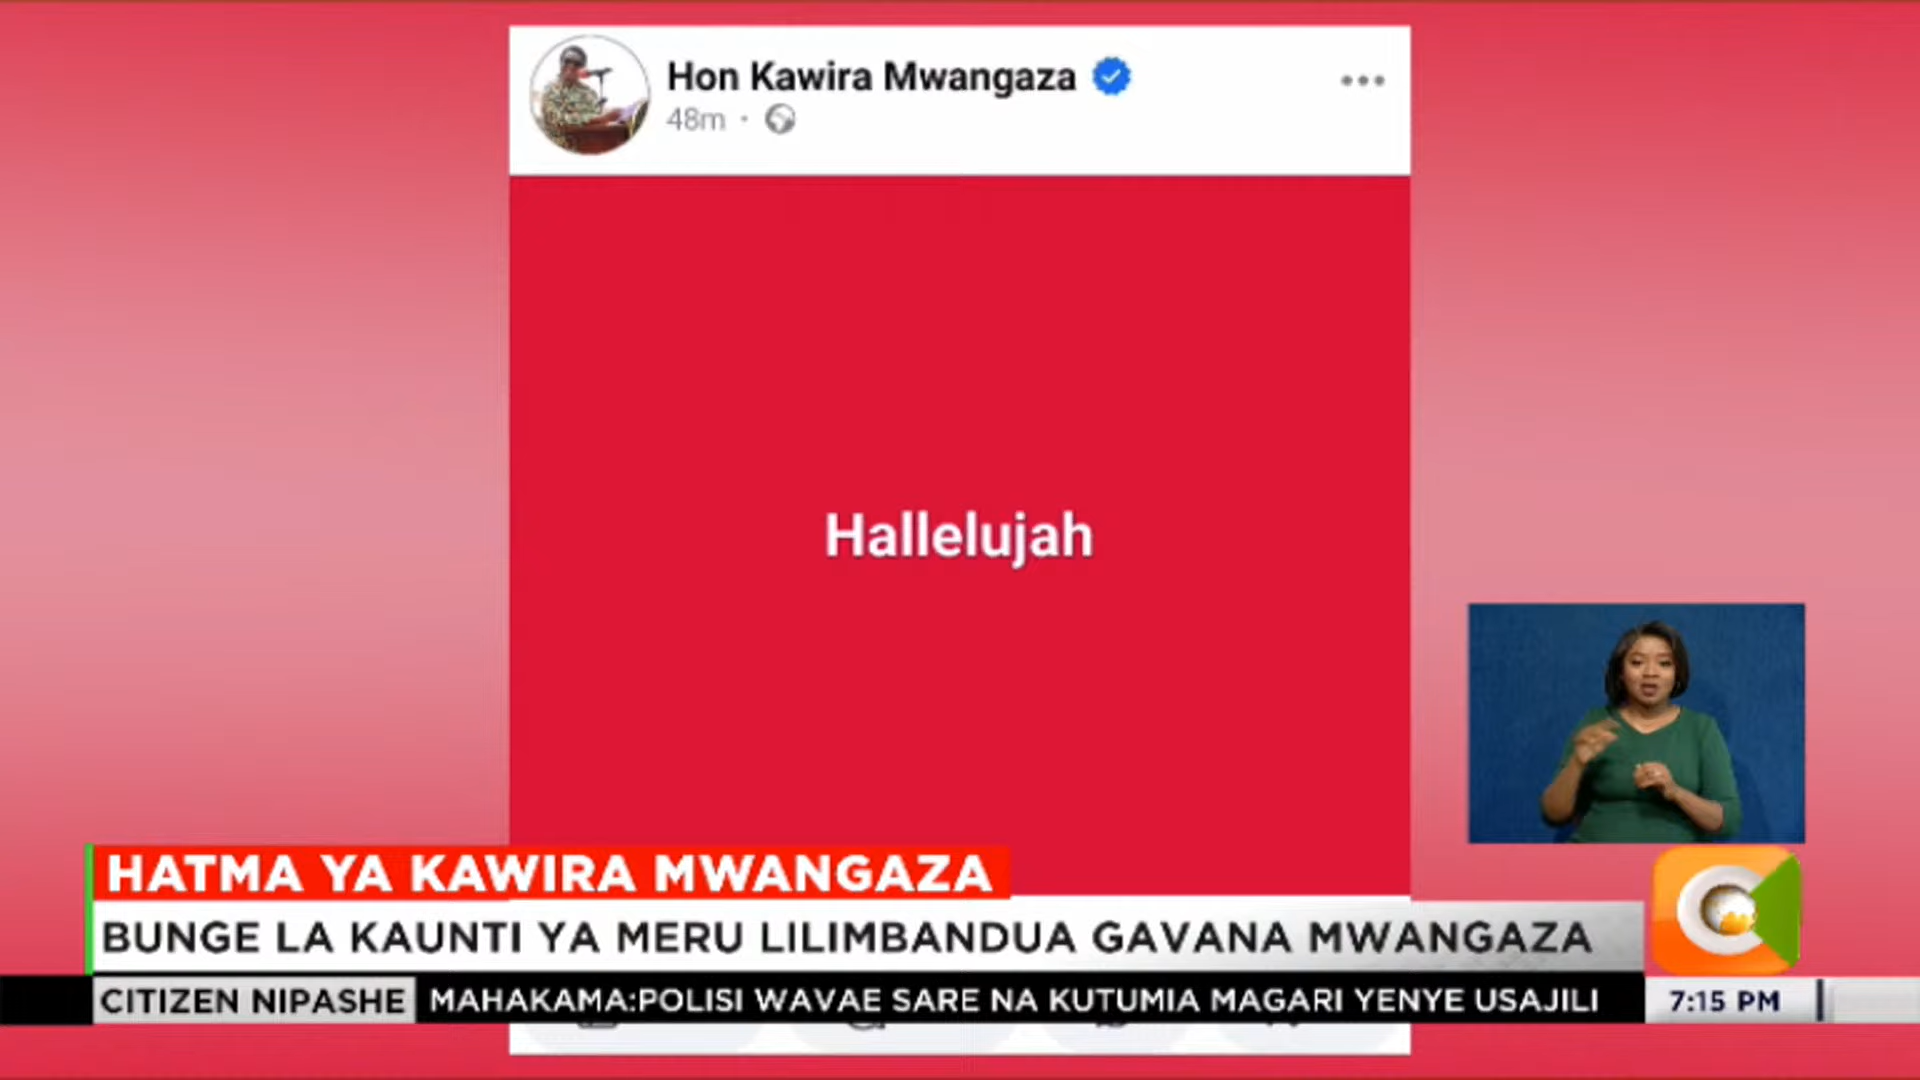 Hon Kawira Mwangaza
48m ·
Hallelujah
HATMA YA KAWIRA MWANGAZA
BUNGE LA KAUNTI YA MERU LILIMBANDUA GAVANA MWANGAZA
CITIZEN NIPASHE MAHAKAMA:POLISI WAVAE SARE NA KUTUMIA MAGARI YENYE USAJILI 7:15 PM